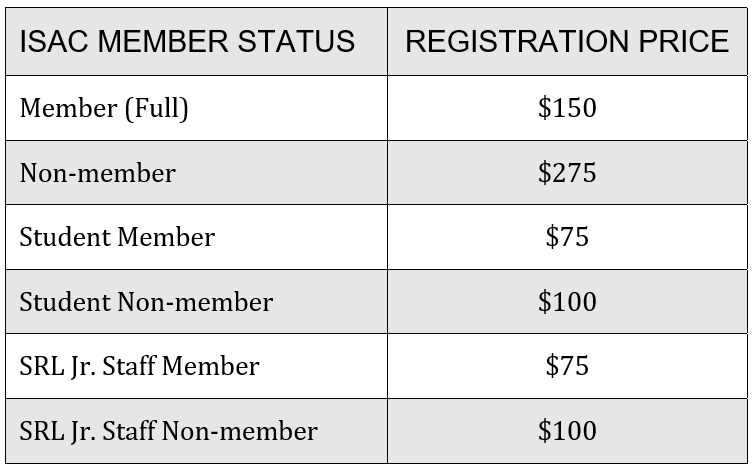 ISAC MEMBER STATUS REGISTRATION PRICE
Member (Full) $150
Non-member $275
Student Member $75
Student Non-member $100
SRL Jr. Staff Member $75
SRL Jr. Staff Non-member $100